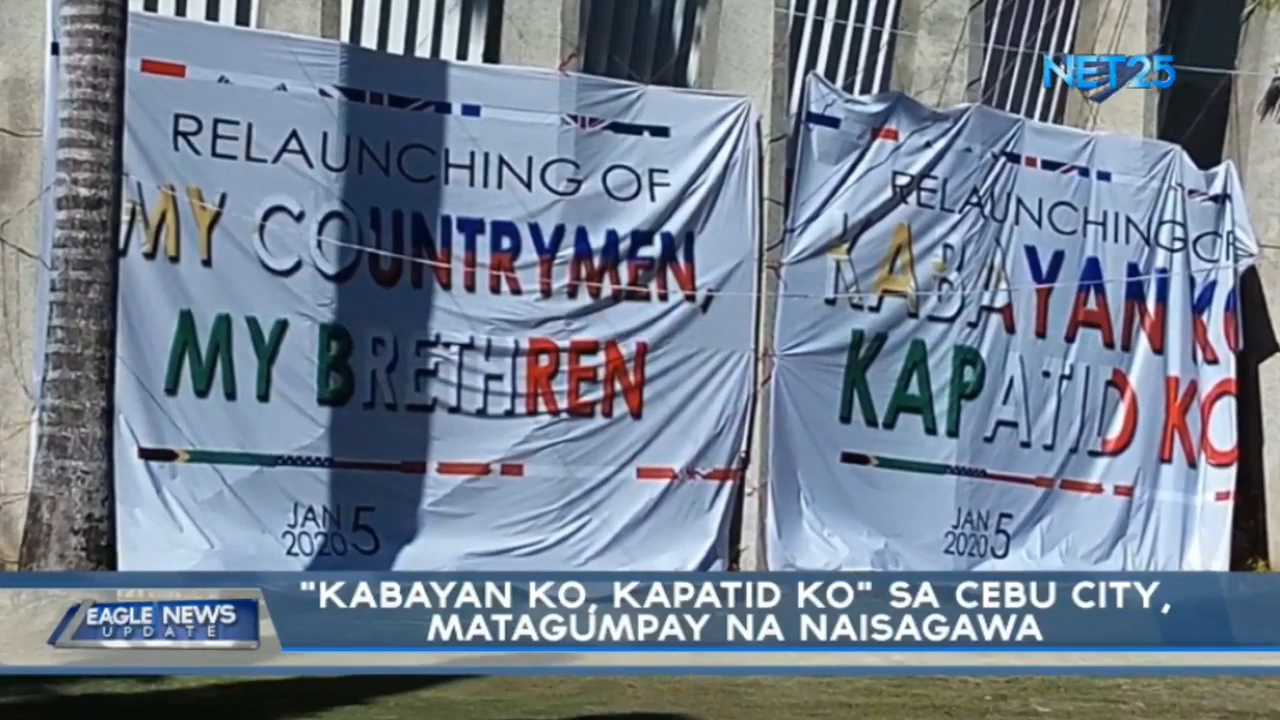 NET25
RELAUNCHING OF
MY COUNTRYMEN,
MY BRETHREN
JAN 5
2020
RELAUNCHING OF
KABAYAN KO
KAPATID KO
JAN 5
2020
EAGLE NEWS
UPDATE
"KABAYAN KO, KAPATID KO" SA CEBU CITY,
MATAGUMPAY NA NAISAGAWA